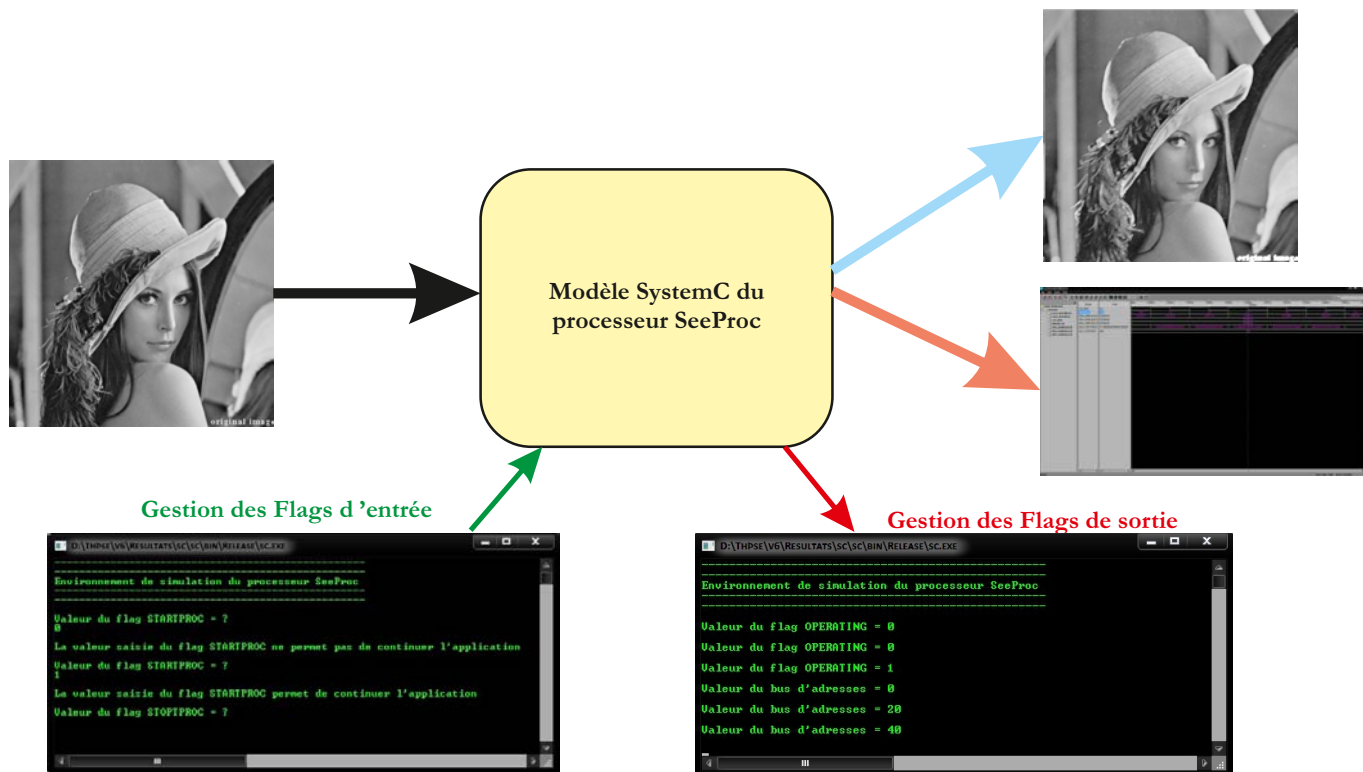 original image
original image
Modèle SystemC du
processeur SeeProc
Gestion des Flags d ’entrée
D:\THPSE\V6\RESULTATS\SC\SC\BIN\RELEASE\SC.EXE
Environnement de simulation du processeur SeeProc
Valeur du flag STARTPROC = ?
0
La valeur saisie du flag STARTPROC ne permet pas de continuer l'application
Valeur du flag STARTPROC = ?
1
La valeur saisie du flag STARTPROC permet de continuer l'application
Valeur du flag STOPTPROC = ?
Gestion des Flags de sortie
D:\THPSE\V6\RESULTATS\SC\SC\BIN\RELEASE\SC.EXE
Environnement de simulation du processeur SeeProc
Valeur du flag OPERATING = 0
Valeur du flag OPERATING = 0
Valeur du flag OPERATING = 1
Valeur du bus d'adresses = 0
Valeur du bus d'adresses = 20
Valeur du bus d'adresses = 40